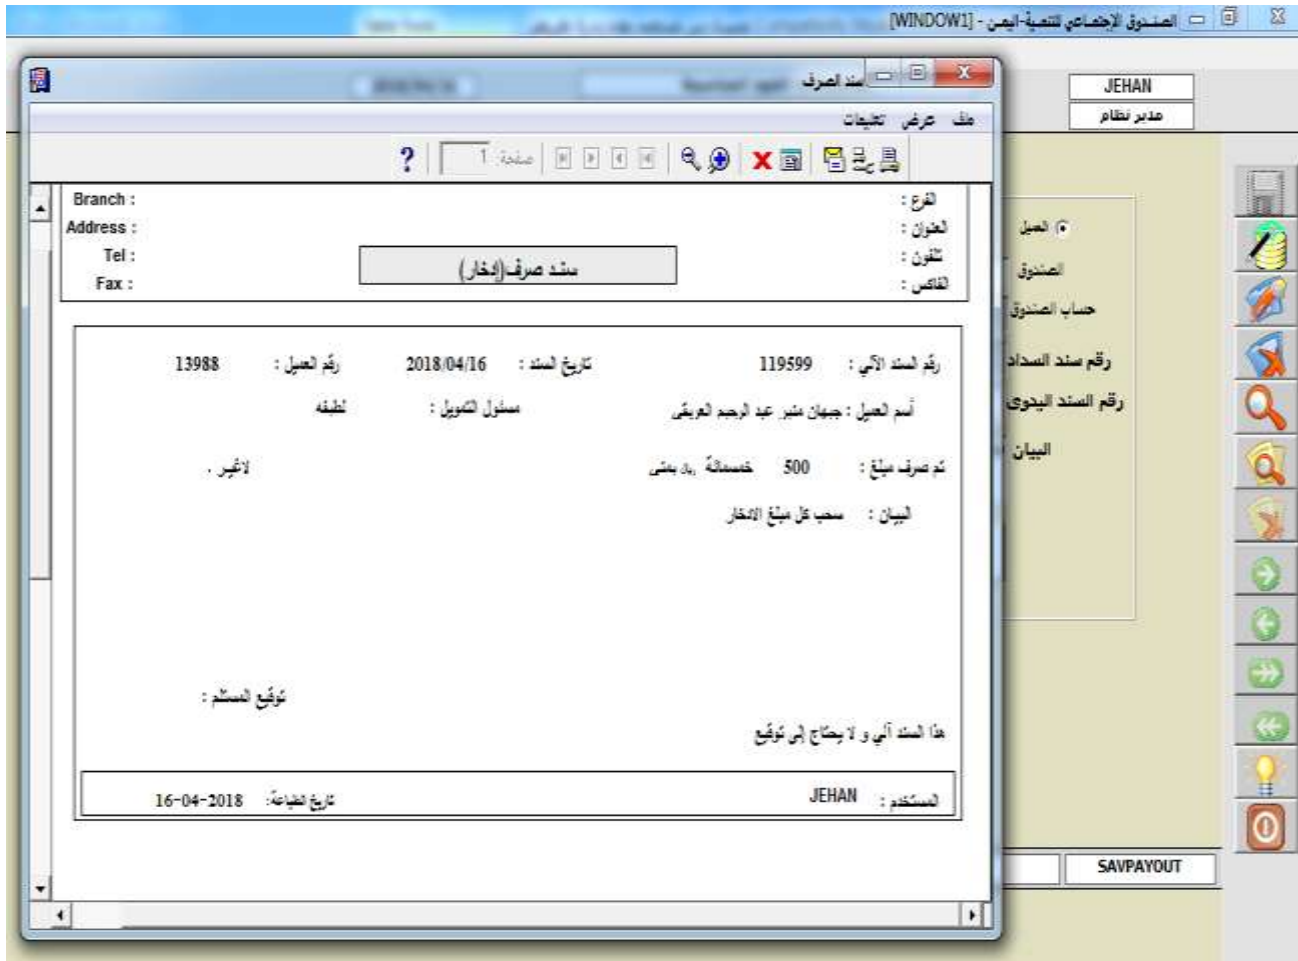 الصندوق الإجتماعي للتنمية-اليمن - [WINDOW1]
سند الصرف
JEHAN
مدير نظام
ملف عرض تعليمات
صفحة 1 ?
الفرع : Branch :
العنوان : Address :
تلفون : Tel :
الفاكس : Fax :
سند صرف(إدخار)
رقم السند الآلي : 119599 تاريخ السند : 2018/04/16 رقم العميل : 13988
أسم العميل : جيهان منير عبد الرحيم العريقي مسئول التمويل : لطيفه
تم صرف مبلغ : 500 خمسمائة ريال يمني لاغير .
البيان : سحب كل مبلغ الادخار
توقيع المستلم :
هذا السند آلي و لا يحتاج إلى توقيع
المستخدم : JEHAN تاريخ الطباعة: 16-04-2018
العميل
الصندوق
حساب الصندوق
رقم سند السداد
رقم السند اليدوى
البيان
SAVPAYOUT